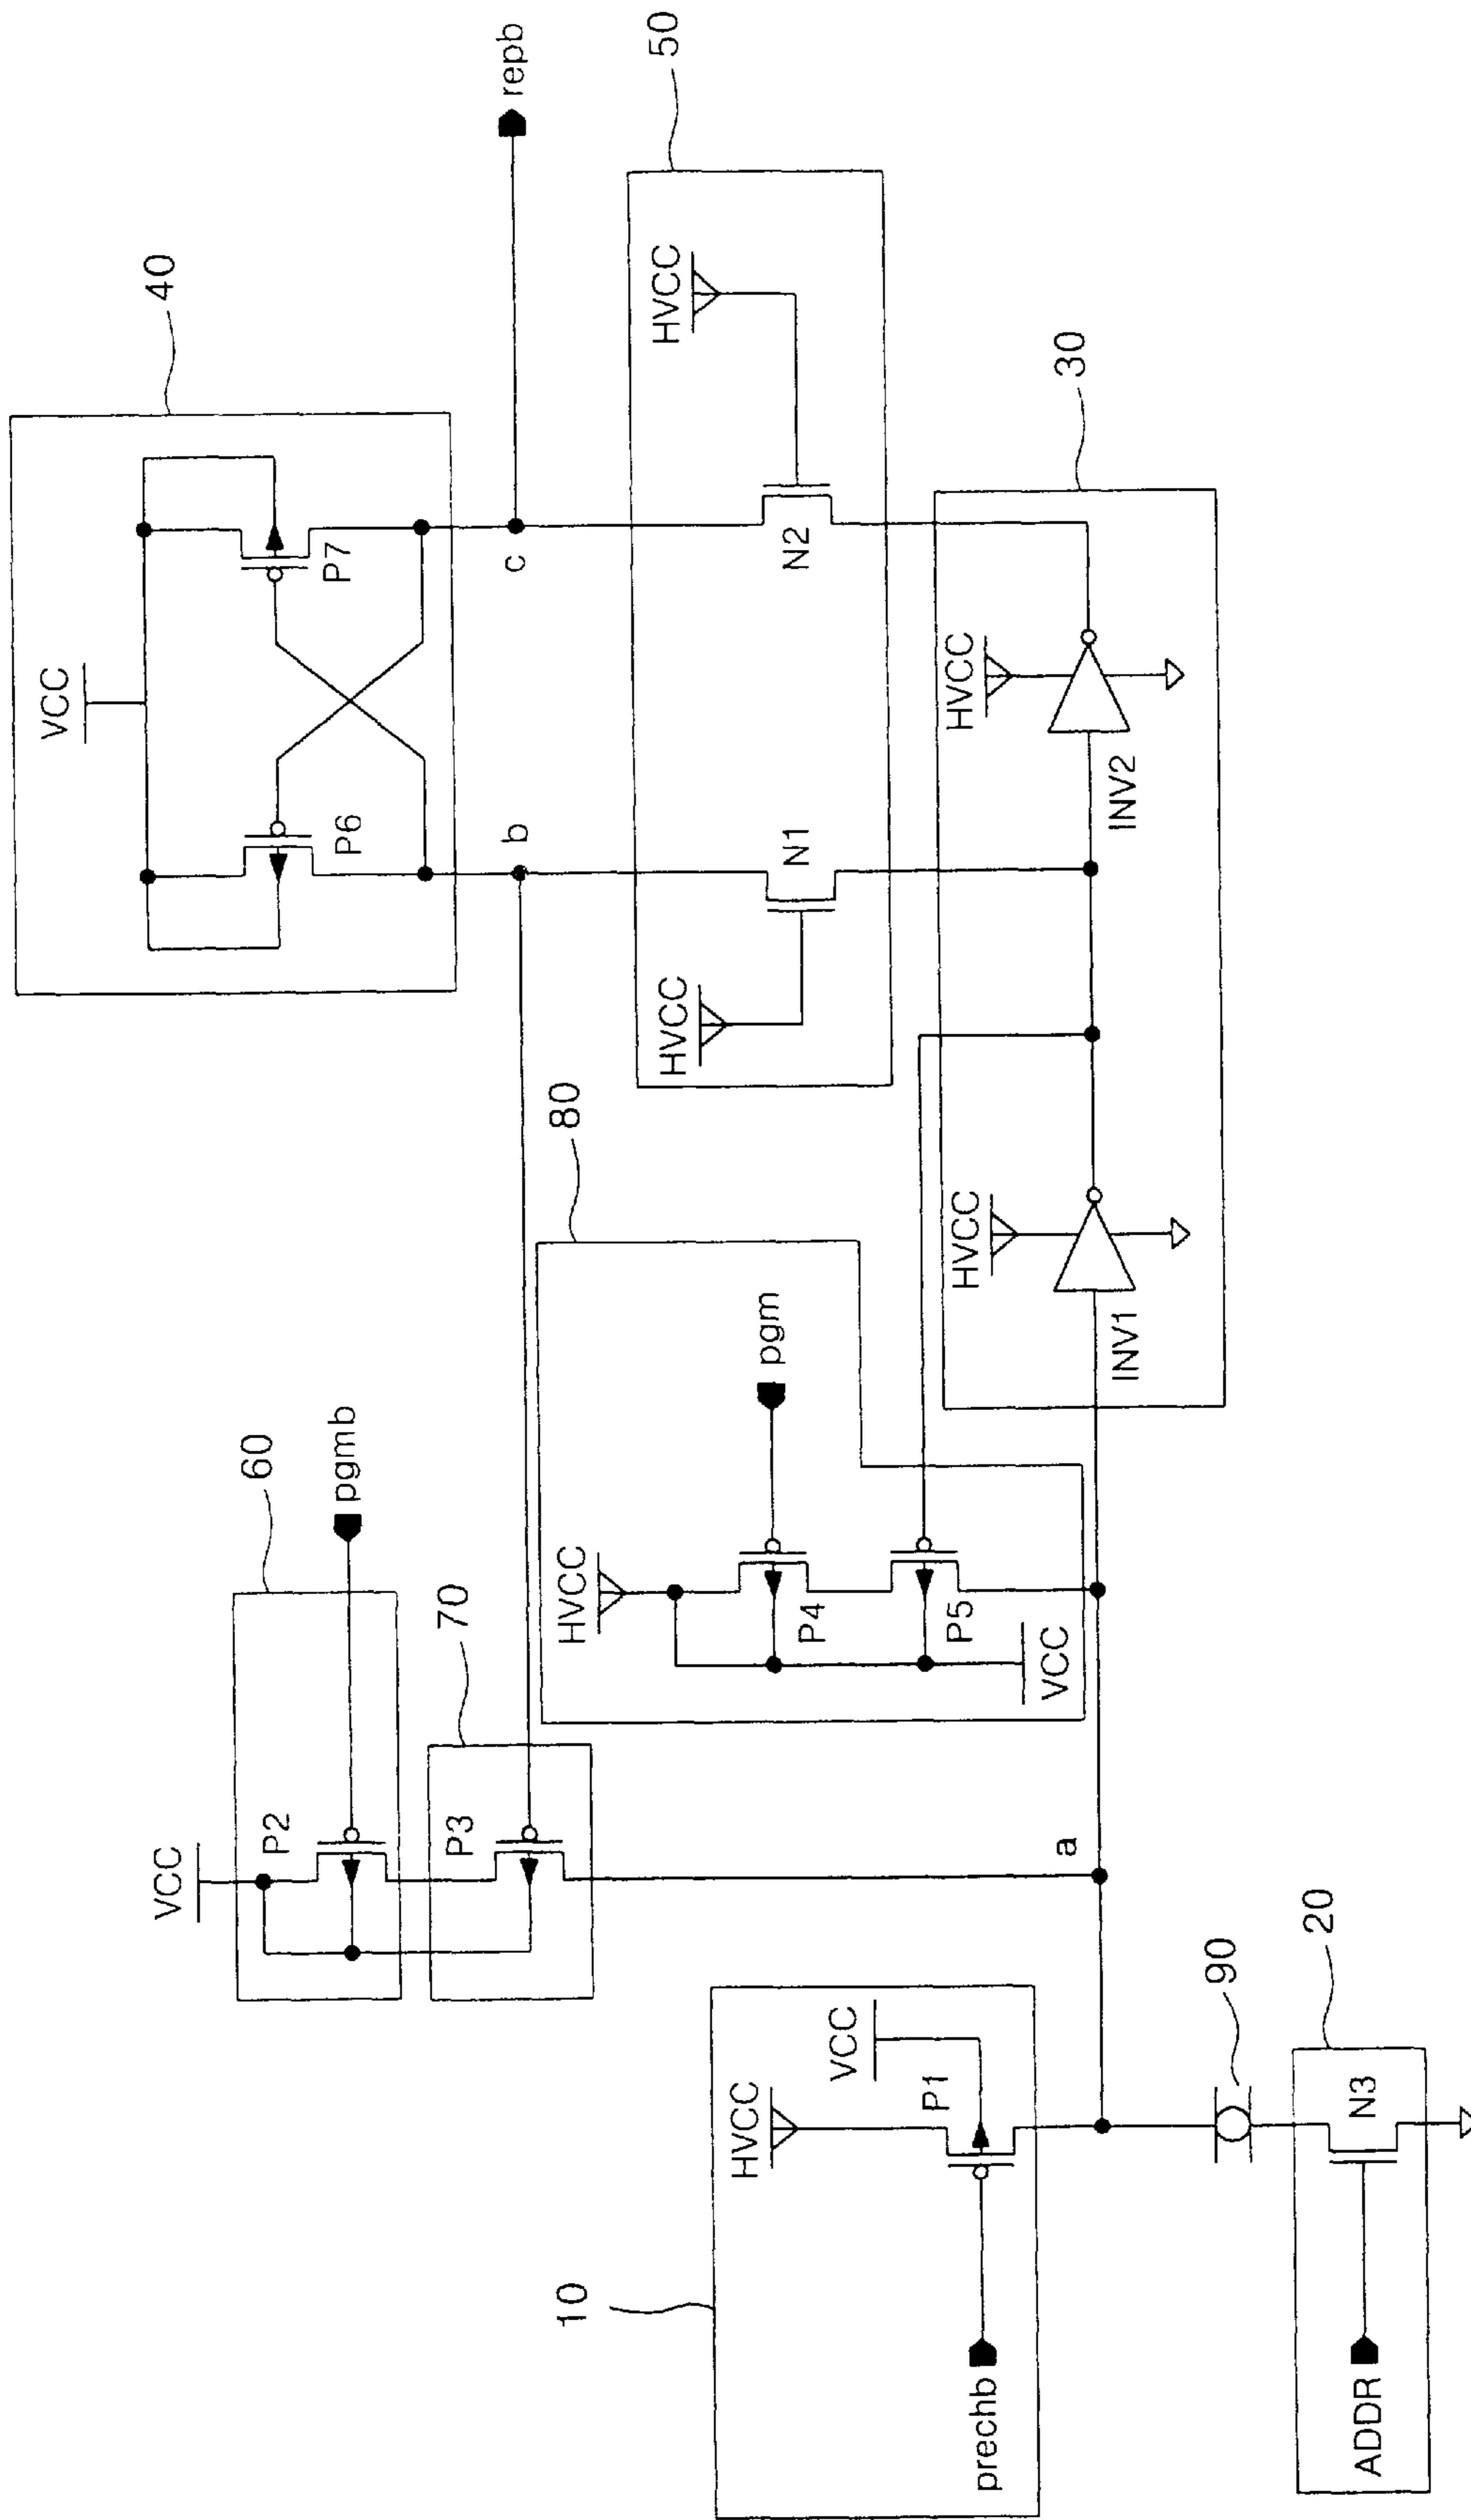 40
VCC
P6
P7
b
c
repb
50
HVCC
N1
HVCC
N2
60
VCC
P2
pgmb
70
P3
80
HVCC
P4
pgm
P5
VCC
30
HVCC
INV1
HVCC
INV2
10
HVCC
VCC
P1
prechb
a
90
20
N3
ADDR